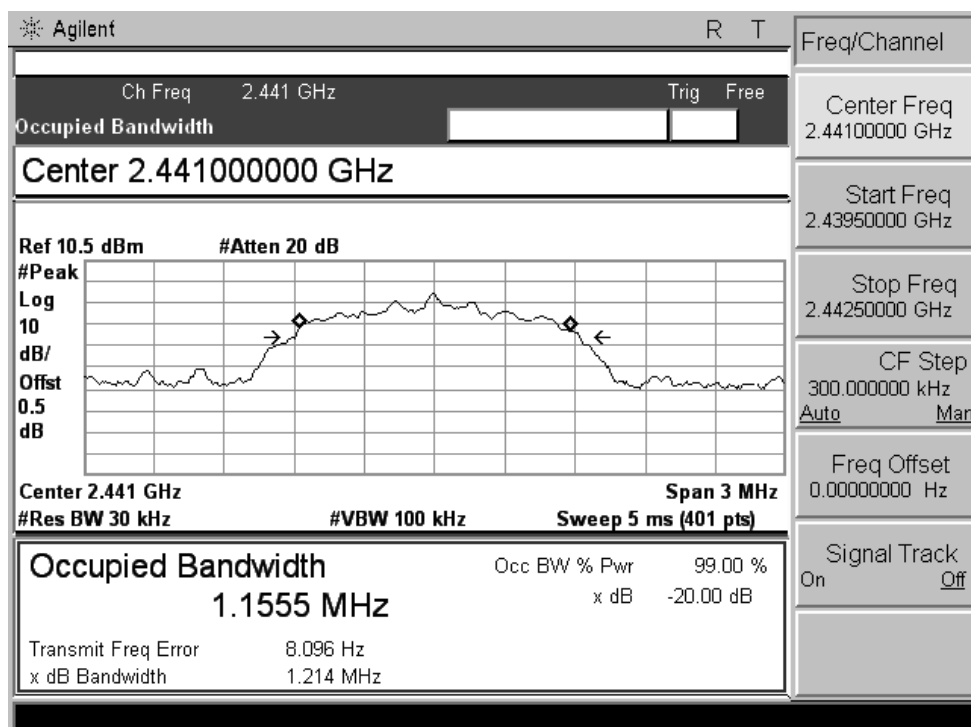 Agilent
R T
Ch Freq 2.441 GHz Trig Free
Occupied Bandwidth
Center 2.441000000 GHz
Ref 10.5 dBm #Atten 20 dB
#Peak
Log
10
dB/
Offst
0.5
dB
Center 2.441 GHz Span 3 MHz
#Res BW 30 kHz #VBW 100 kHz Sweep 5 ms (401 pts)
Occupied Bandwidth
1.1555 MHz
Occ BW % Pwr 99.00 %
x dB -20.00 dB
Transmit Freq Error 8.096 Hz
x dB Bandwidth 1.214 MHz
Freq/Channel
Center Freq
2.44100000 GHz
Start Freq
2.43950000 GHz
Stop Freq
2.44250000 GHz
CF Step
300.000000 kHz
Auto Man
Freq Offset
0.00000000 Hz
Signal Track
On Off